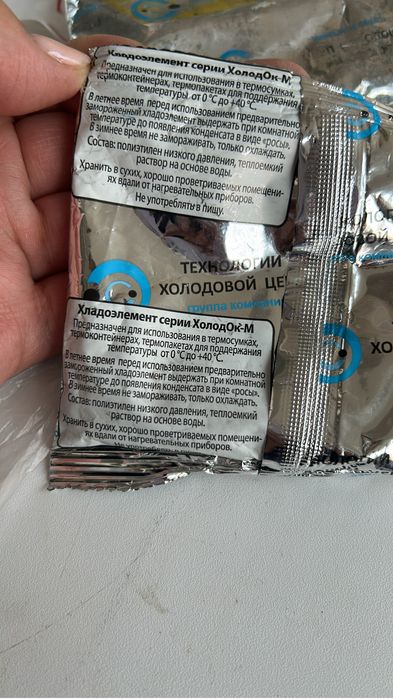 Хладоэлемент серии ХолодОк-М
Предназначен для использования в термосумках,
термоконтейнерах, термопакетах для поддержания
температуры от 0 °С до +40 °С.
В летнее время перед использованием предварительно
замороженный хладоэлемент выдержать при комнатной
температуре до появления конденсата в виде «росы».
В зимнее время не замораживать, только охлаждать.
Состав: полиэтилен низкого давления, теплоемкий
раствор на основе воды.
Хранить в сухих, хорошо проветриваемых помещени-
ях вдали от нагревательных приборов.
Не употреблять в пищу.
ТЕХНОЛОГИИ
ХОЛОДОВОЙ ЦЕ
группа компани
Хладоэлемент серии ХолодОк-М
Предназначен для использования в термосумках,
термоконтейнерах, термопакетах для поддержания
температуры от 0 °С до +40 °С.
В летнее время перед использованием предварительно
замороженный хладоэлемент выдержать при комнатной
температуре до появления конденсата в виде «росы».
В зимнее время не замораживать, только охлаждать.
Состав: полиэтилен низкого давления, теплоемкий
раствор на основе воды.
Хранить в сухих, хорошо проветриваемых помещени-
ях вдали от нагревательных приборов.
ХО